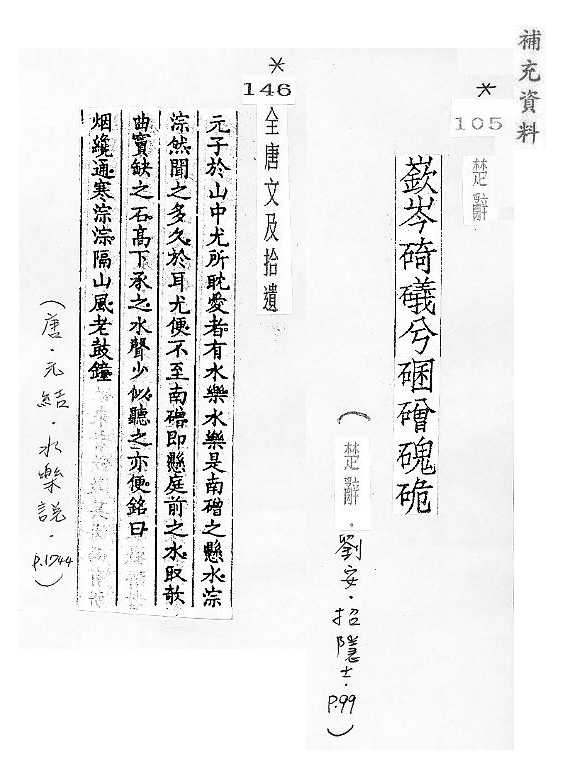 補充資料
*
105
楚辭
嶔岑碕礒兮硱磳磈硊
(楚辭．劉安．招隱士．P.99)
*
146
全唐文及拾遺
元子於山中尤所耽愛者有水樂水樂是南磳之懸水淙
淙然聞之多久於耳尤便不至南磳即懸庭前之水取欹
曲竇缺之石高下承之水聲少似聽之亦便銘曰
烟纔通寒淙淙隔山風老鼓鐘
(唐．元結．水樂說．P.1744)